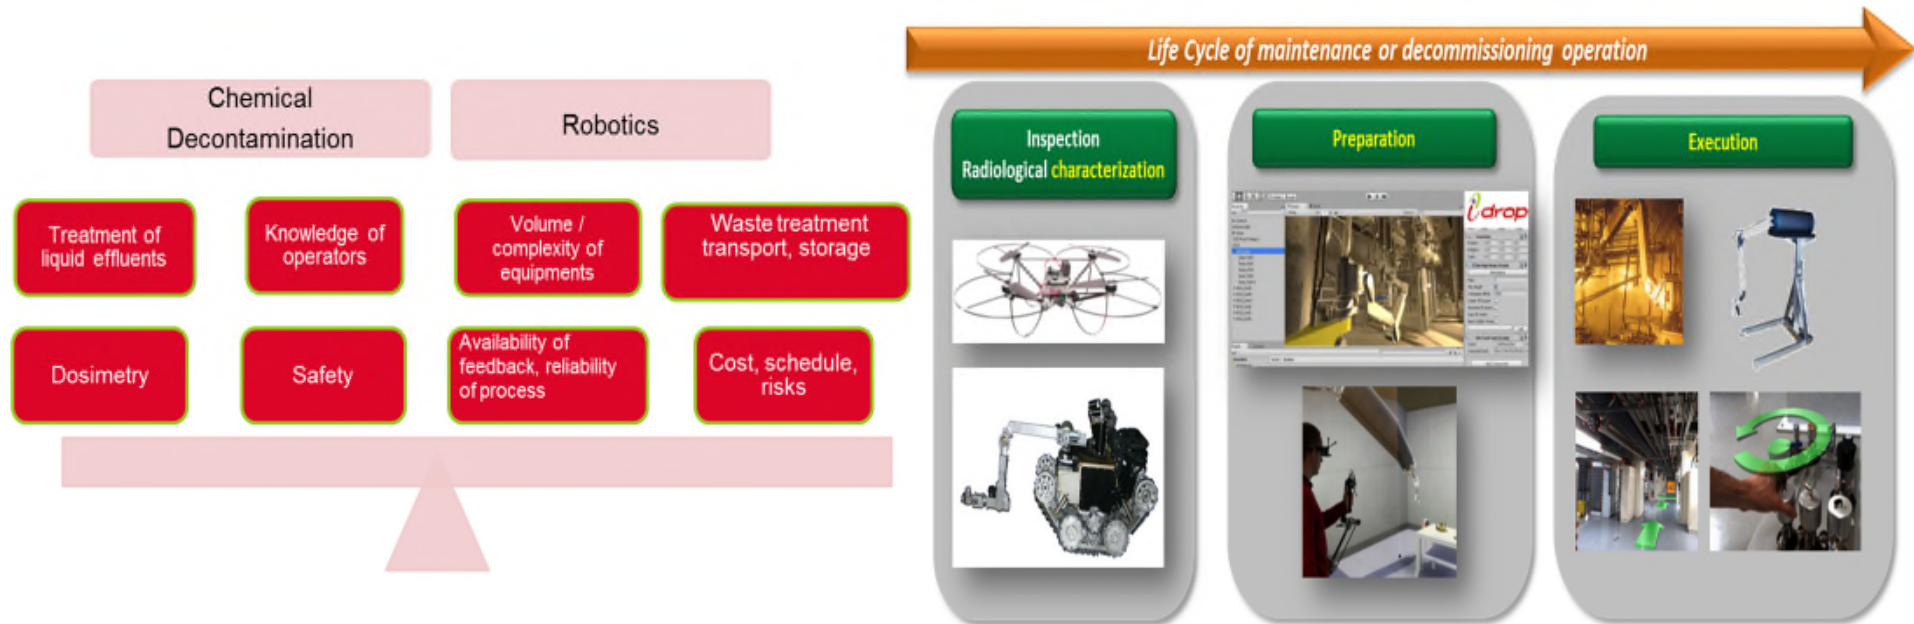 Chemical
Decontamination
Robotics
Treatment of
liquid effluents
Knowledge of
operators
Volume /
complexity of
equipments
Waste treatment
transport, storage
Dosimetry
Safety
Availability of
feedback, reliability
of process
Cost, schedule,
risks
Life Cycle of maintenance or decommissioning operation
Inspection
Radiological characterization
Preparation
Execution
drop